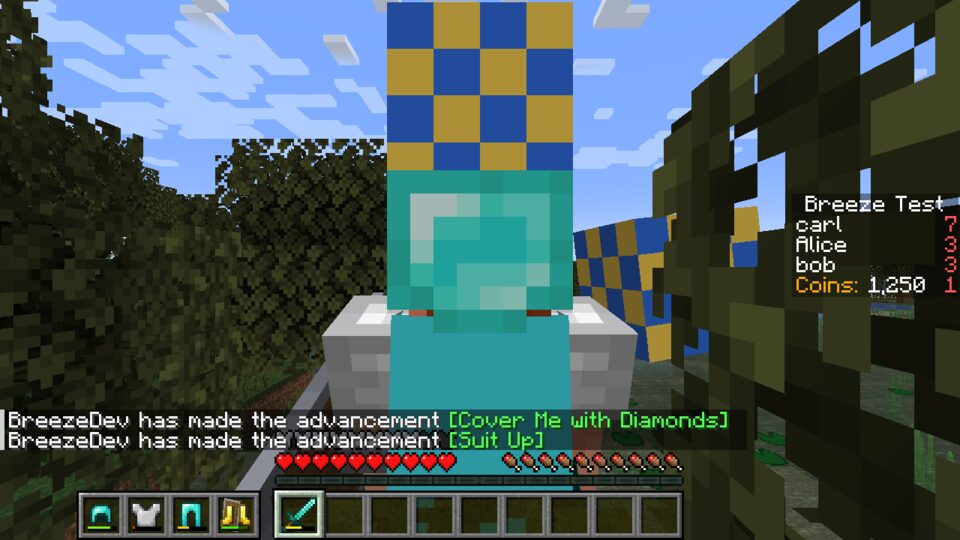 Breeze Test
carl 7
Alice 3
bob 3
Coins: 1,250 1
BreezeDev has made the advancement [Cover Me with Diamonds]
BreezeDev has made the advancement [Suit Up]